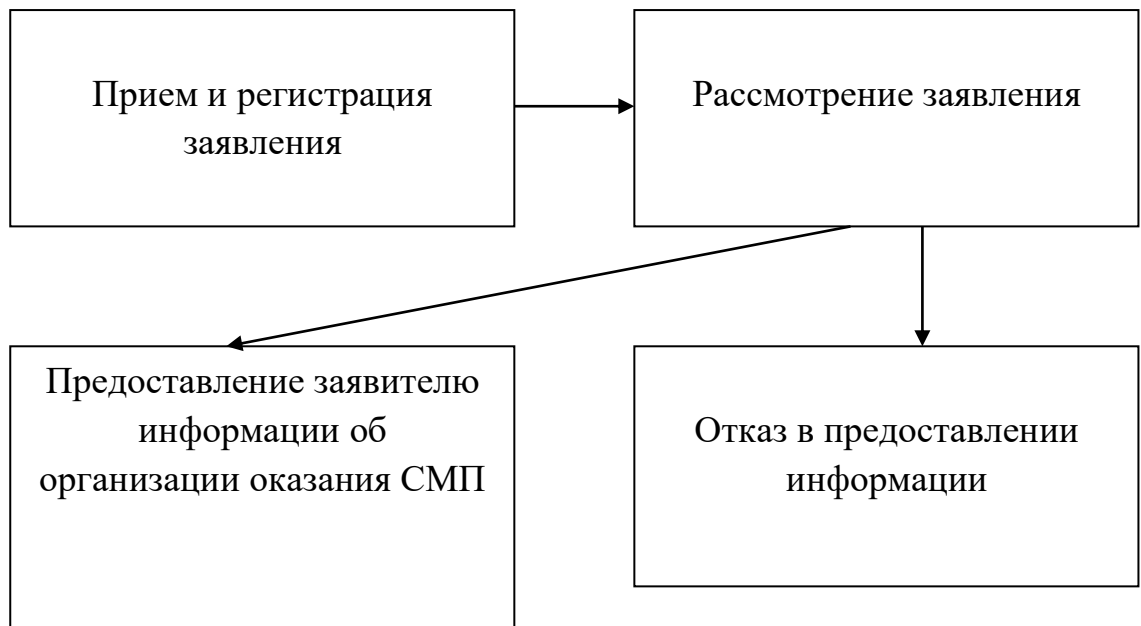 Прием и регистрация
заявления
Рассмотрение заявления
Предоставление заявителю
информации об
организации оказания СМП
Отказ в предоставлении
информации